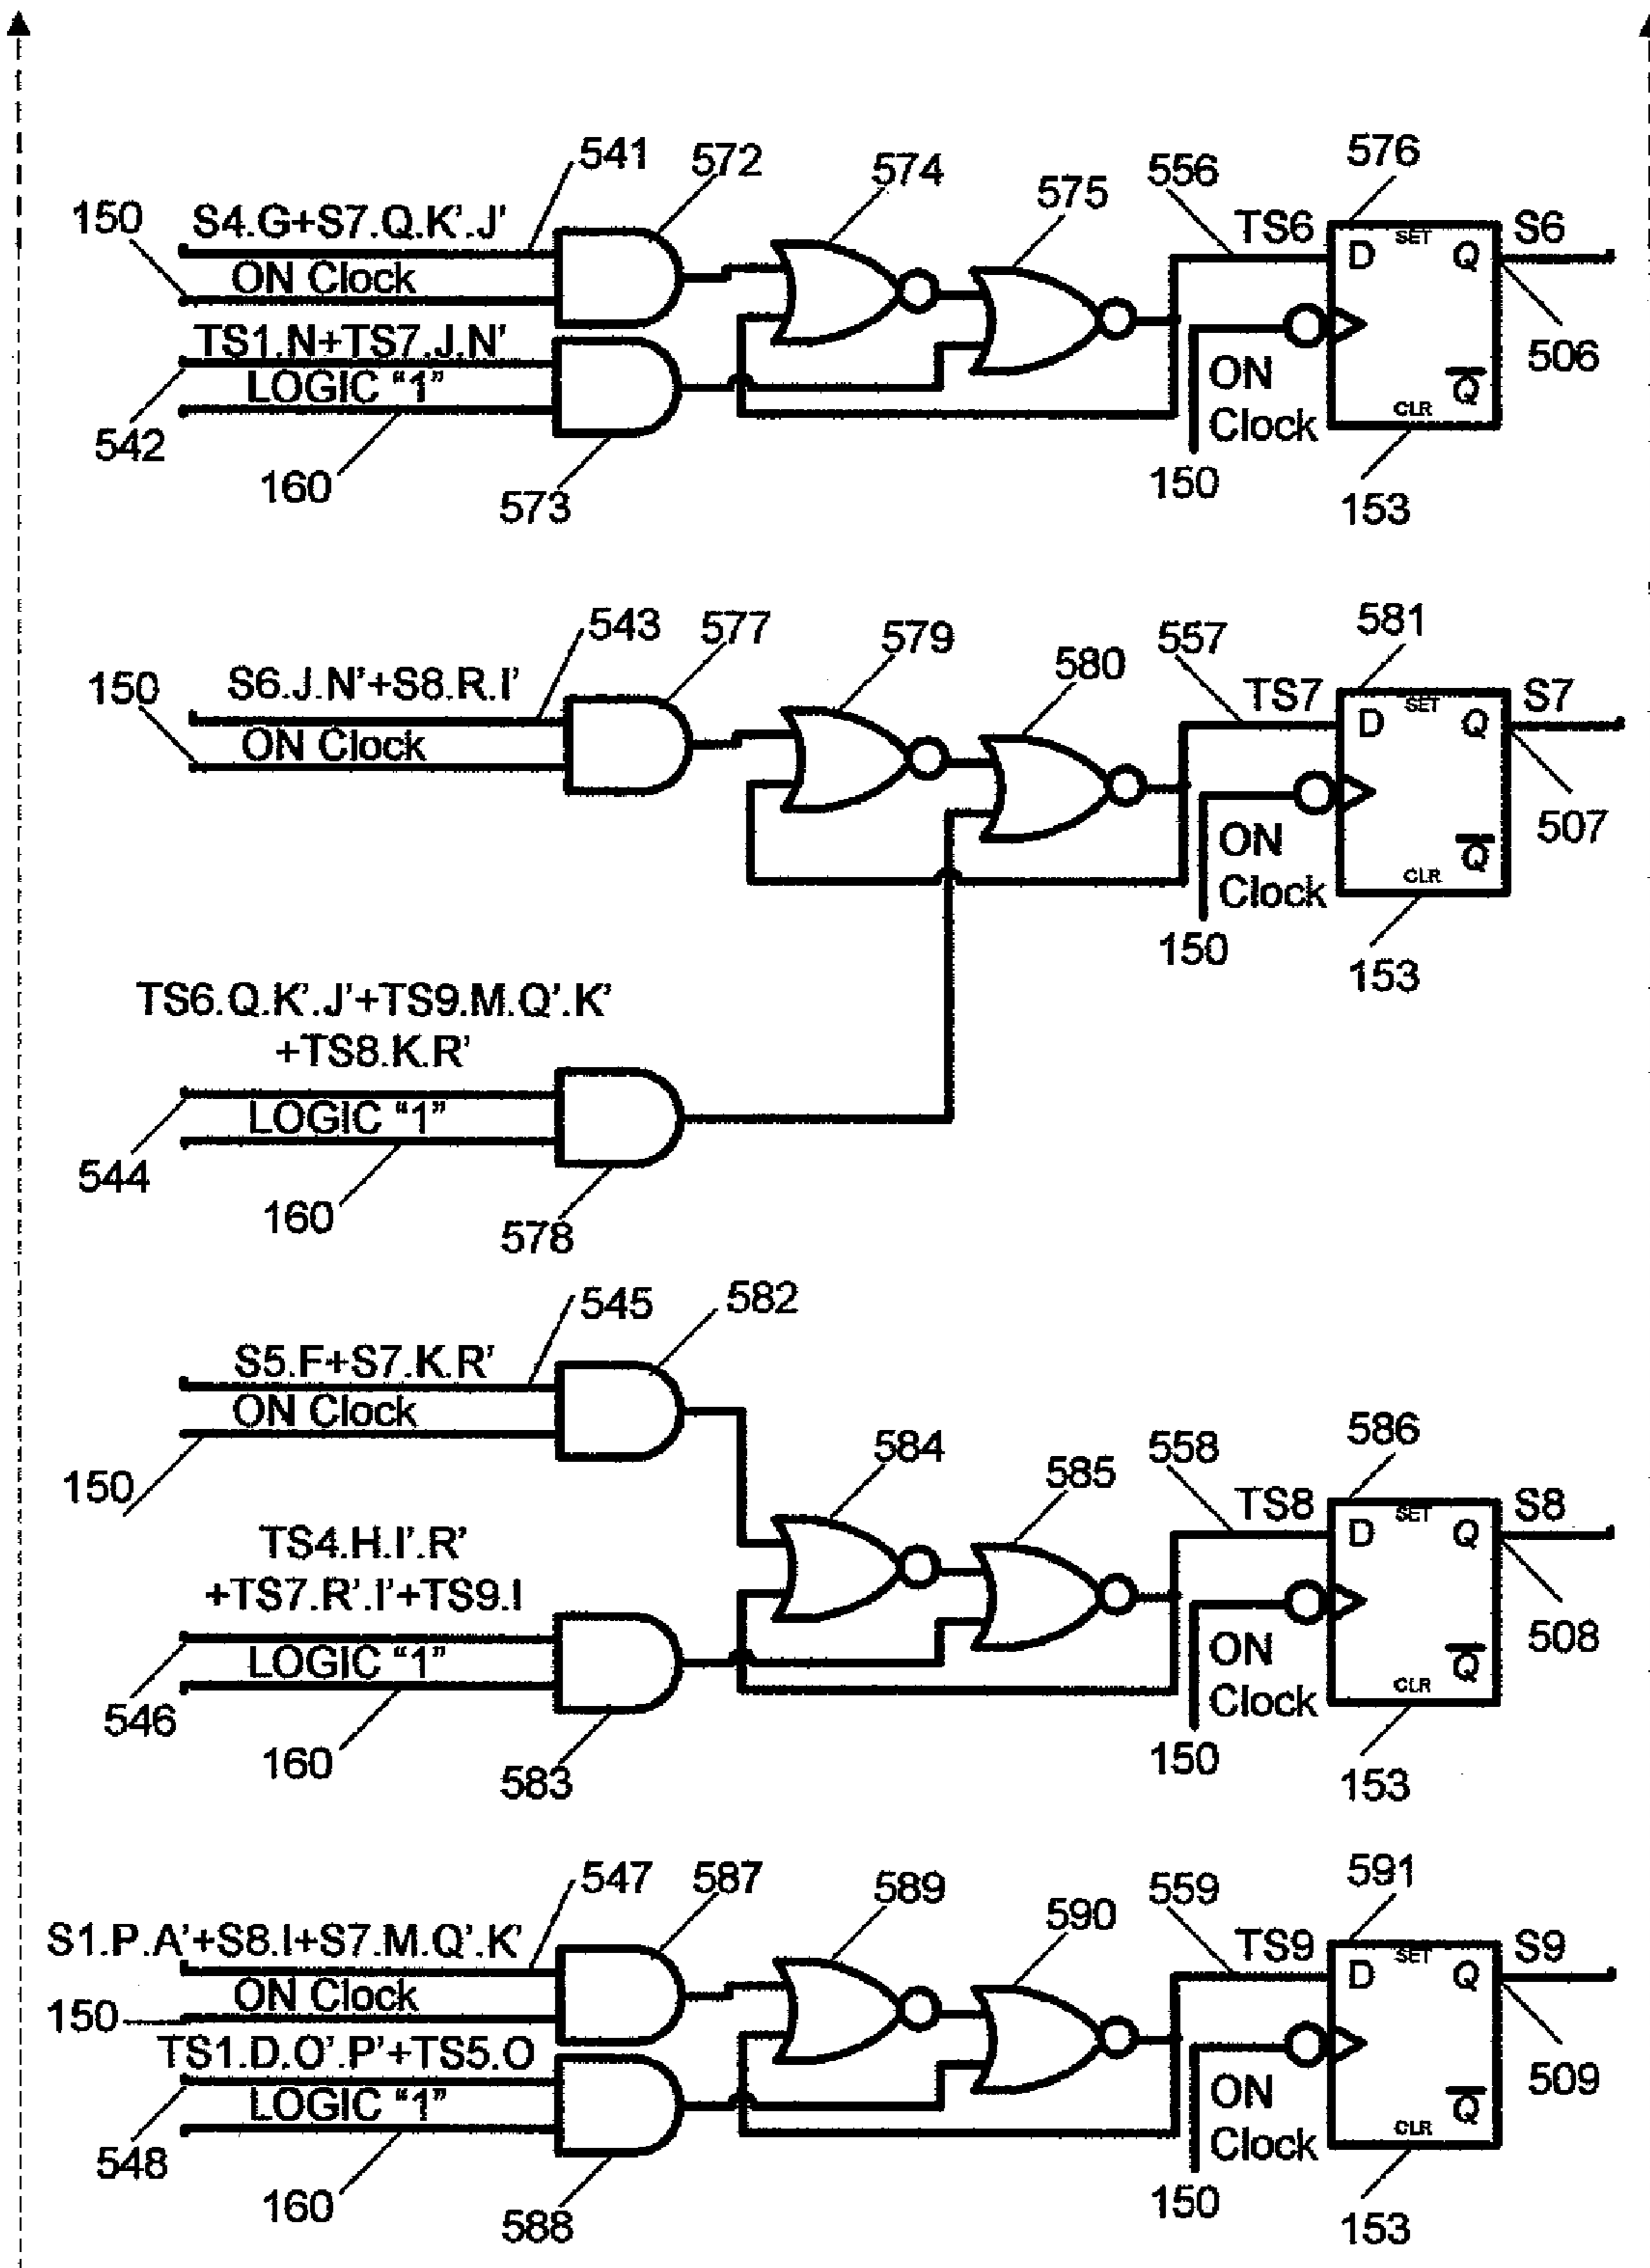 541
572
574
575
556
576
150
S4.G+S7.Q.K'.J'
ON Clock
TS6
D
SET
Q
S6
TS1.N+TS7.J.N'
LOGIC "1"
ON
Clock
Q
CLR
506
542
160
573
150
153
543
577
579
580
557
581
150
S6.J.N'+S8.R.I'
ON Clock
TS7
D
SET
Q
S7
ON
Clock
Q
CLR
507
150
153
TS6.Q.K'.J'+TS9.M.Q'.K'
+TS8.K.R'
LOGIC "1"
544
160
578
545
582
S5.F+S7.K.R'
ON Clock
150
584
585
558
586
TS8
D
SET
Q
S8
TS4.H.I'.R'
+TS7.R'.I'+TS9.I
LOGIC "1"
ON
Clock
Q
CLR
508
546
160
583
150
153
547
587
589
590
559
591
S1.P.A'+S8.I+S7.M.Q'.K'
ON Clock
150
TS9
D
SET
Q
S9
TS1.D.O'.P'+TS5.O
LOGIC "1"
ON
Clock
Q
CLR
509
548
160
588
150
153